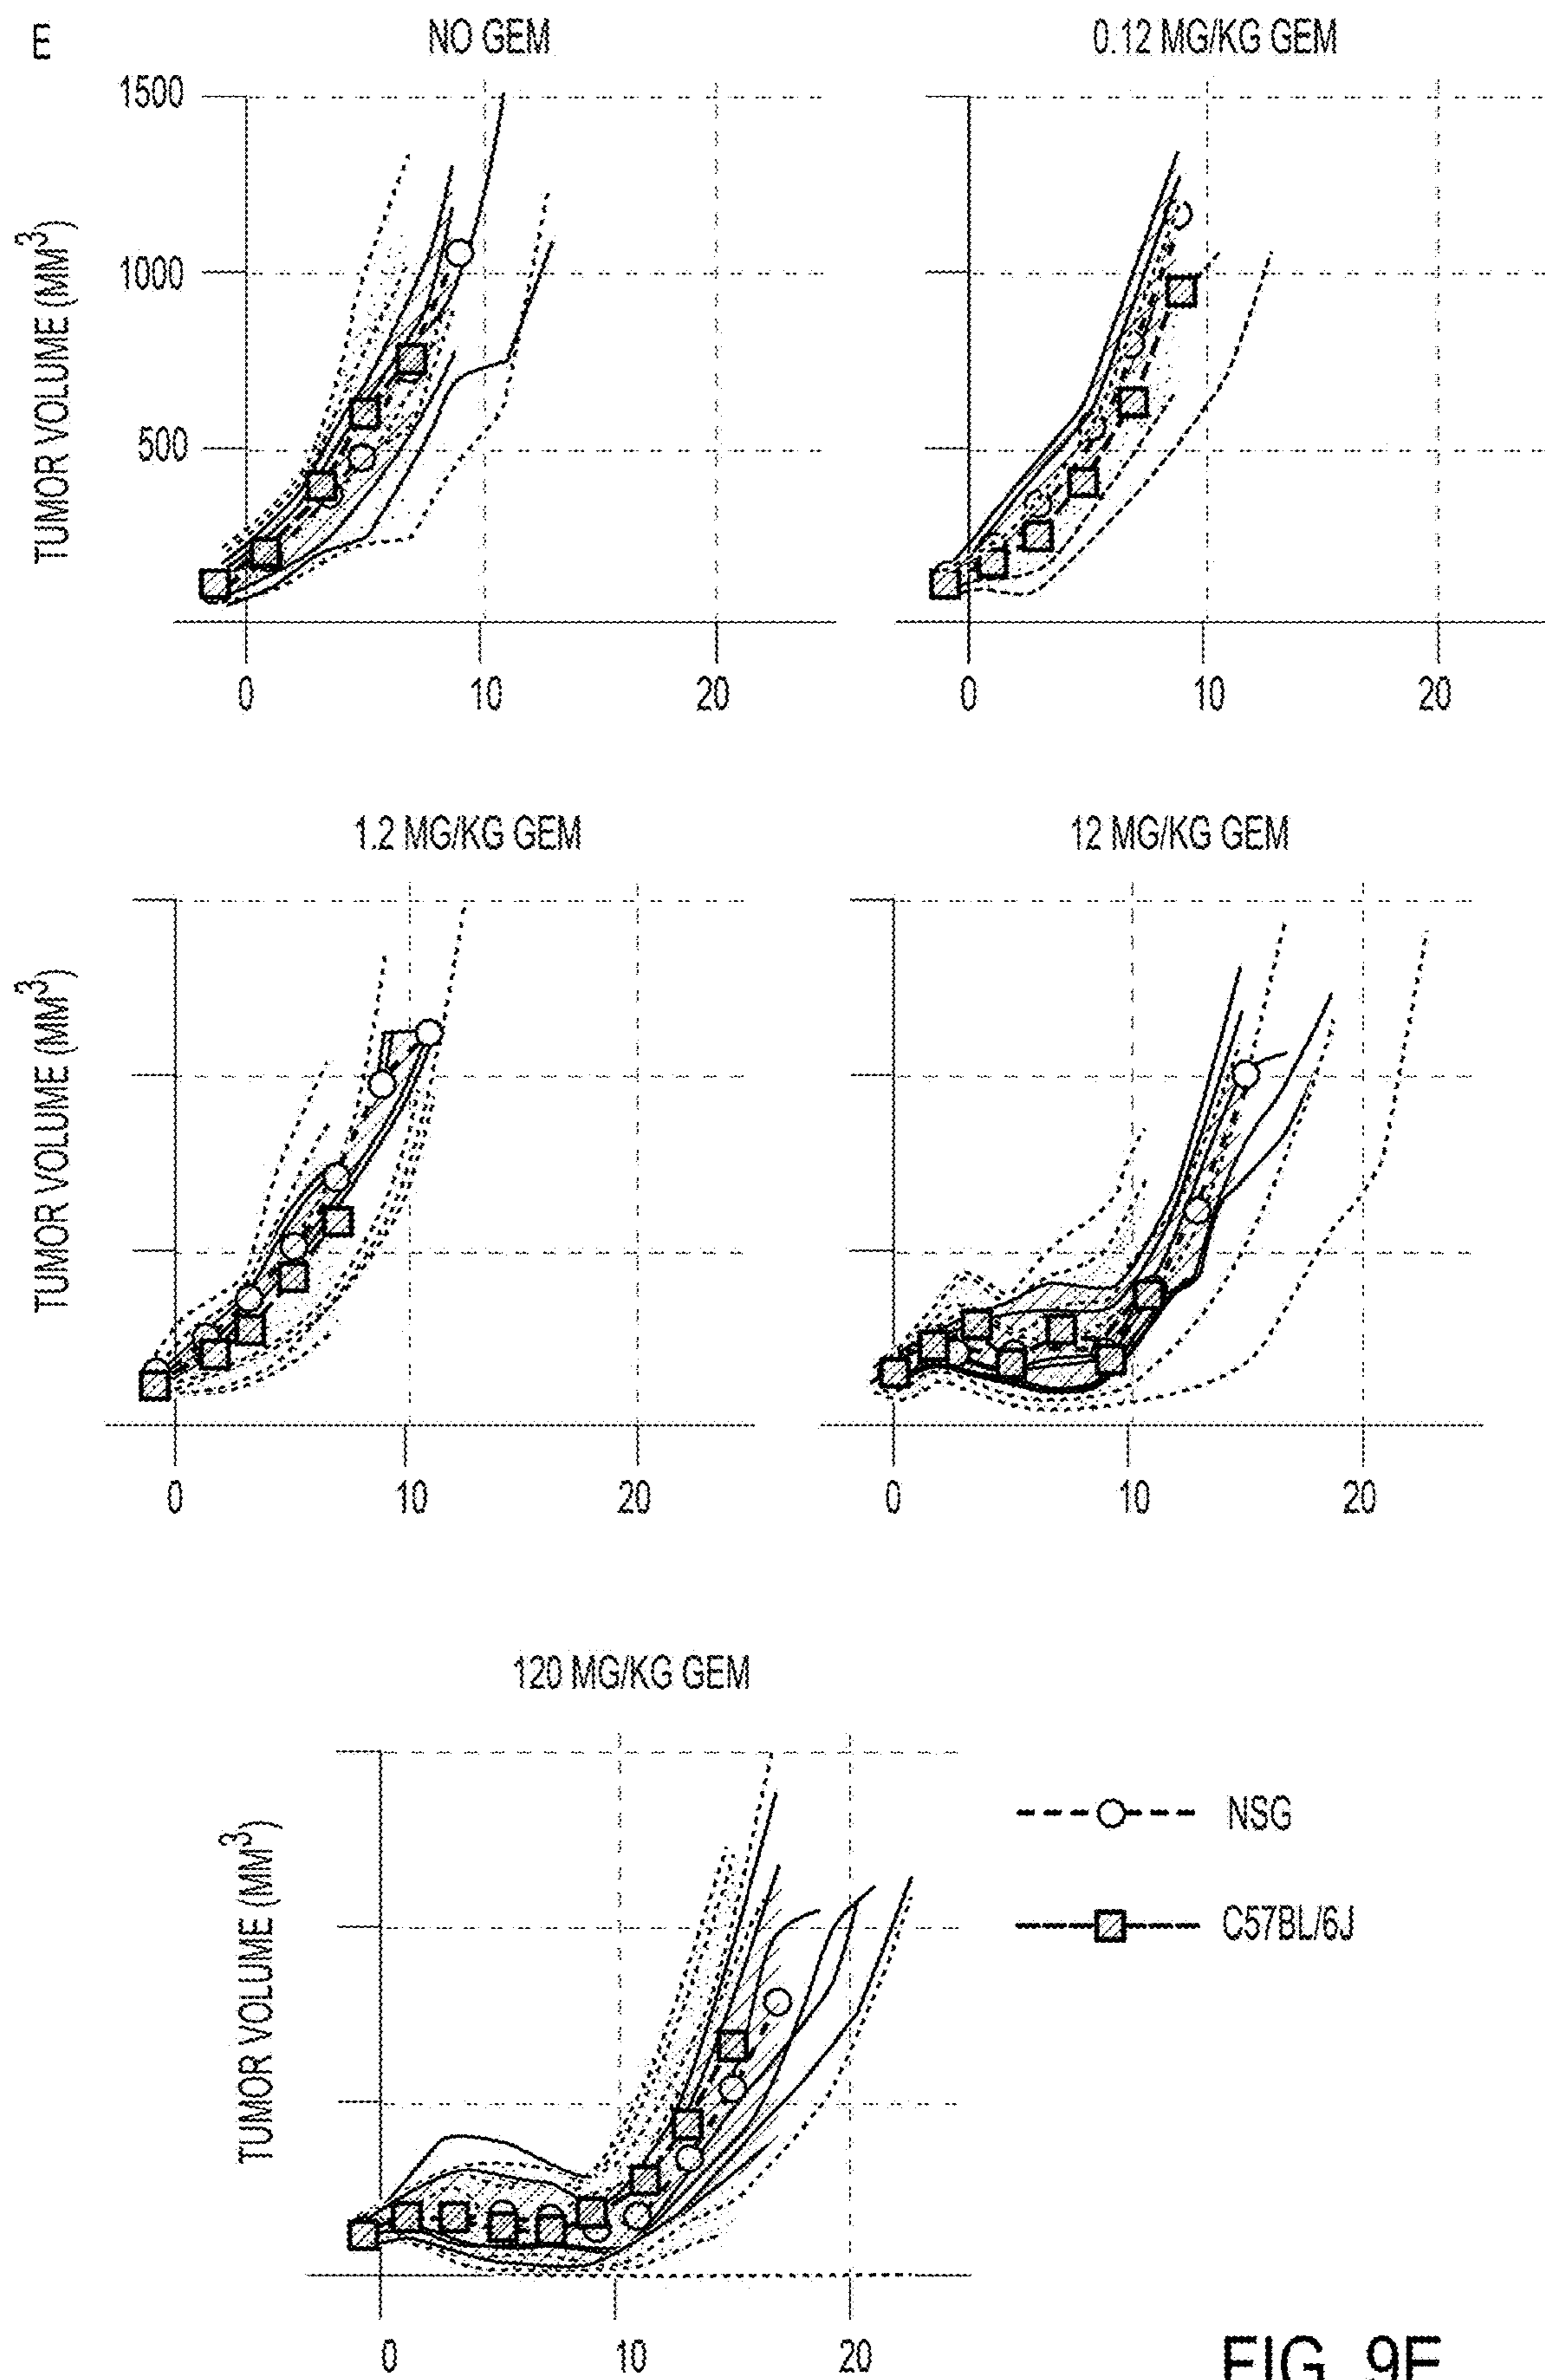 E
NO GEM
0.12 MG/KG GEM
TUMOR VOLUME (MM³)
1500
1000
500
0 10 20
0 10 20
1.2 MG/KG GEM
12 MG/KG GEM
TUMOR VOLUME (MM³)
0 10 20
0 10 20
120 MG/KG GEM
TUMOR VOLUME (MM³)
NSG
C57BL/6J
0 10 20
FIG. 9E